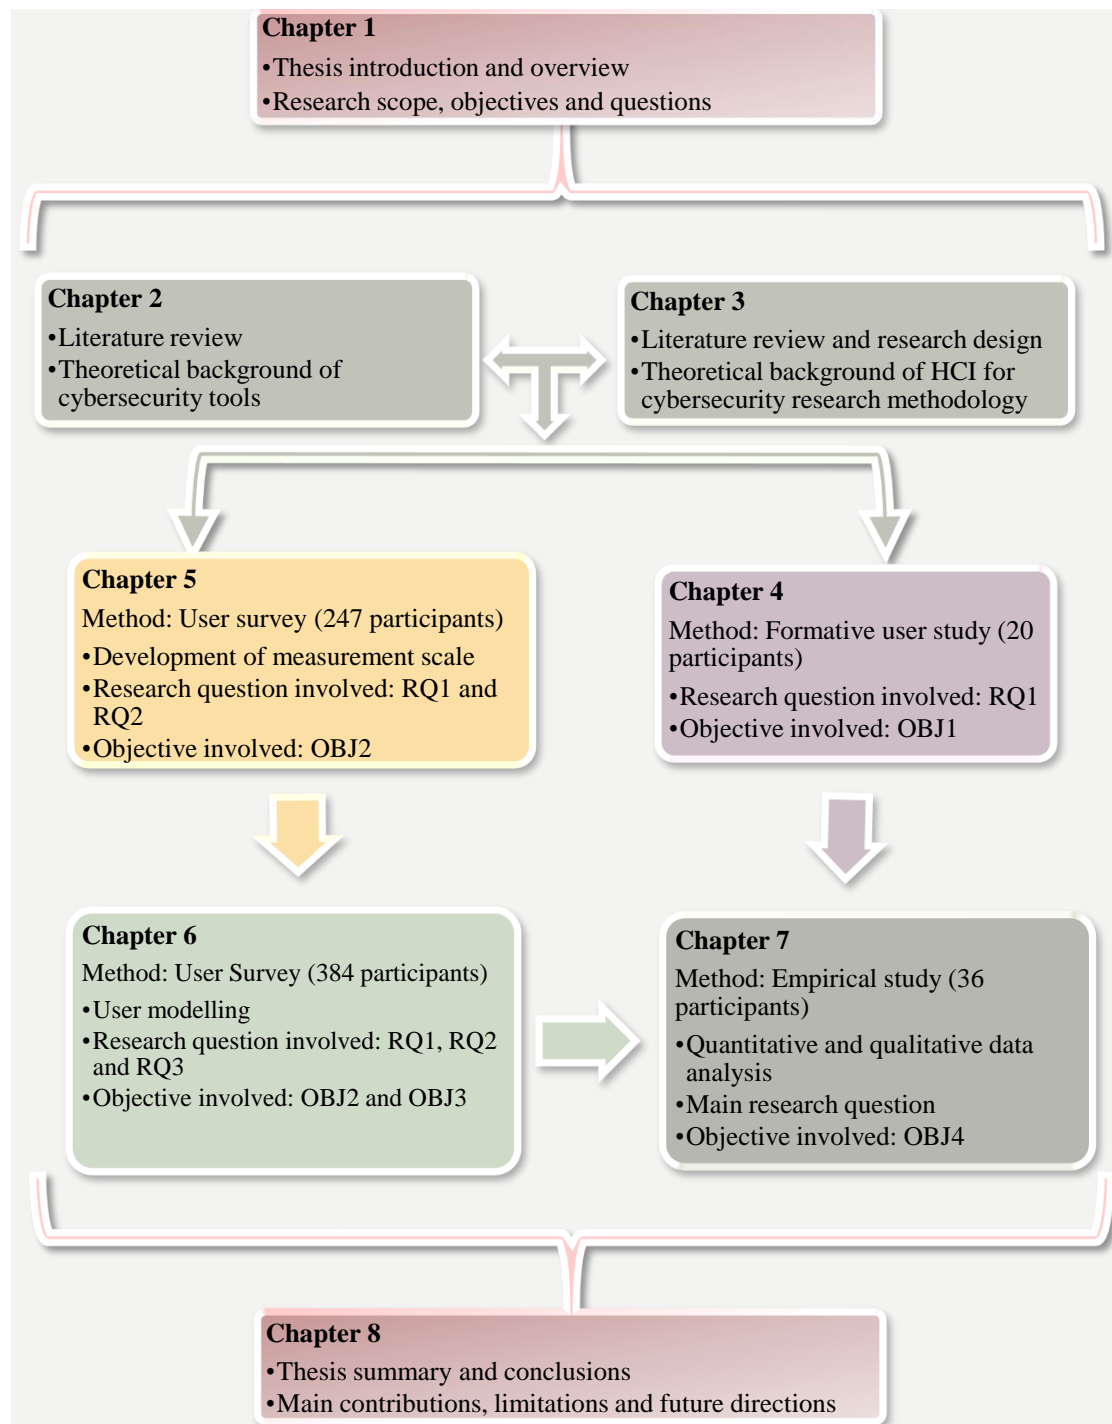 Chapter 1
•Thesis introduction and overview
•Research scope, objectives and questions
Chapter 2
•Literature review
•Theoretical background of
cybersecurity tools
Chapter 3
•Literature review and research design
•Theoretical background of HCI for
cybersecurity research methodology
Chapter 5
Method: User survey (247 participants)
•Development of measurement scale
•Research question involved: RQ1 and
RQ2
•Objective involved: OBJ2
Chapter 4
Method: Formative user study (20
participants)
•Research question involved: RQ1
•Objective involved: OBJ1
Chapter 6
Method: User Survey (384 participants)
•User modelling
•Research question involved: RQ1, RQ2
and RQ3
•Objective involved: OBJ2 and OBJ3
Chapter 7
Method: Empirical study (36
participants)
•Quantitative and qualitative data
analysis
•Main research question
•Objective involved: OBJ4
Chapter 8
•Thesis summary and conclusions
•Main contributions, limitations and future directions